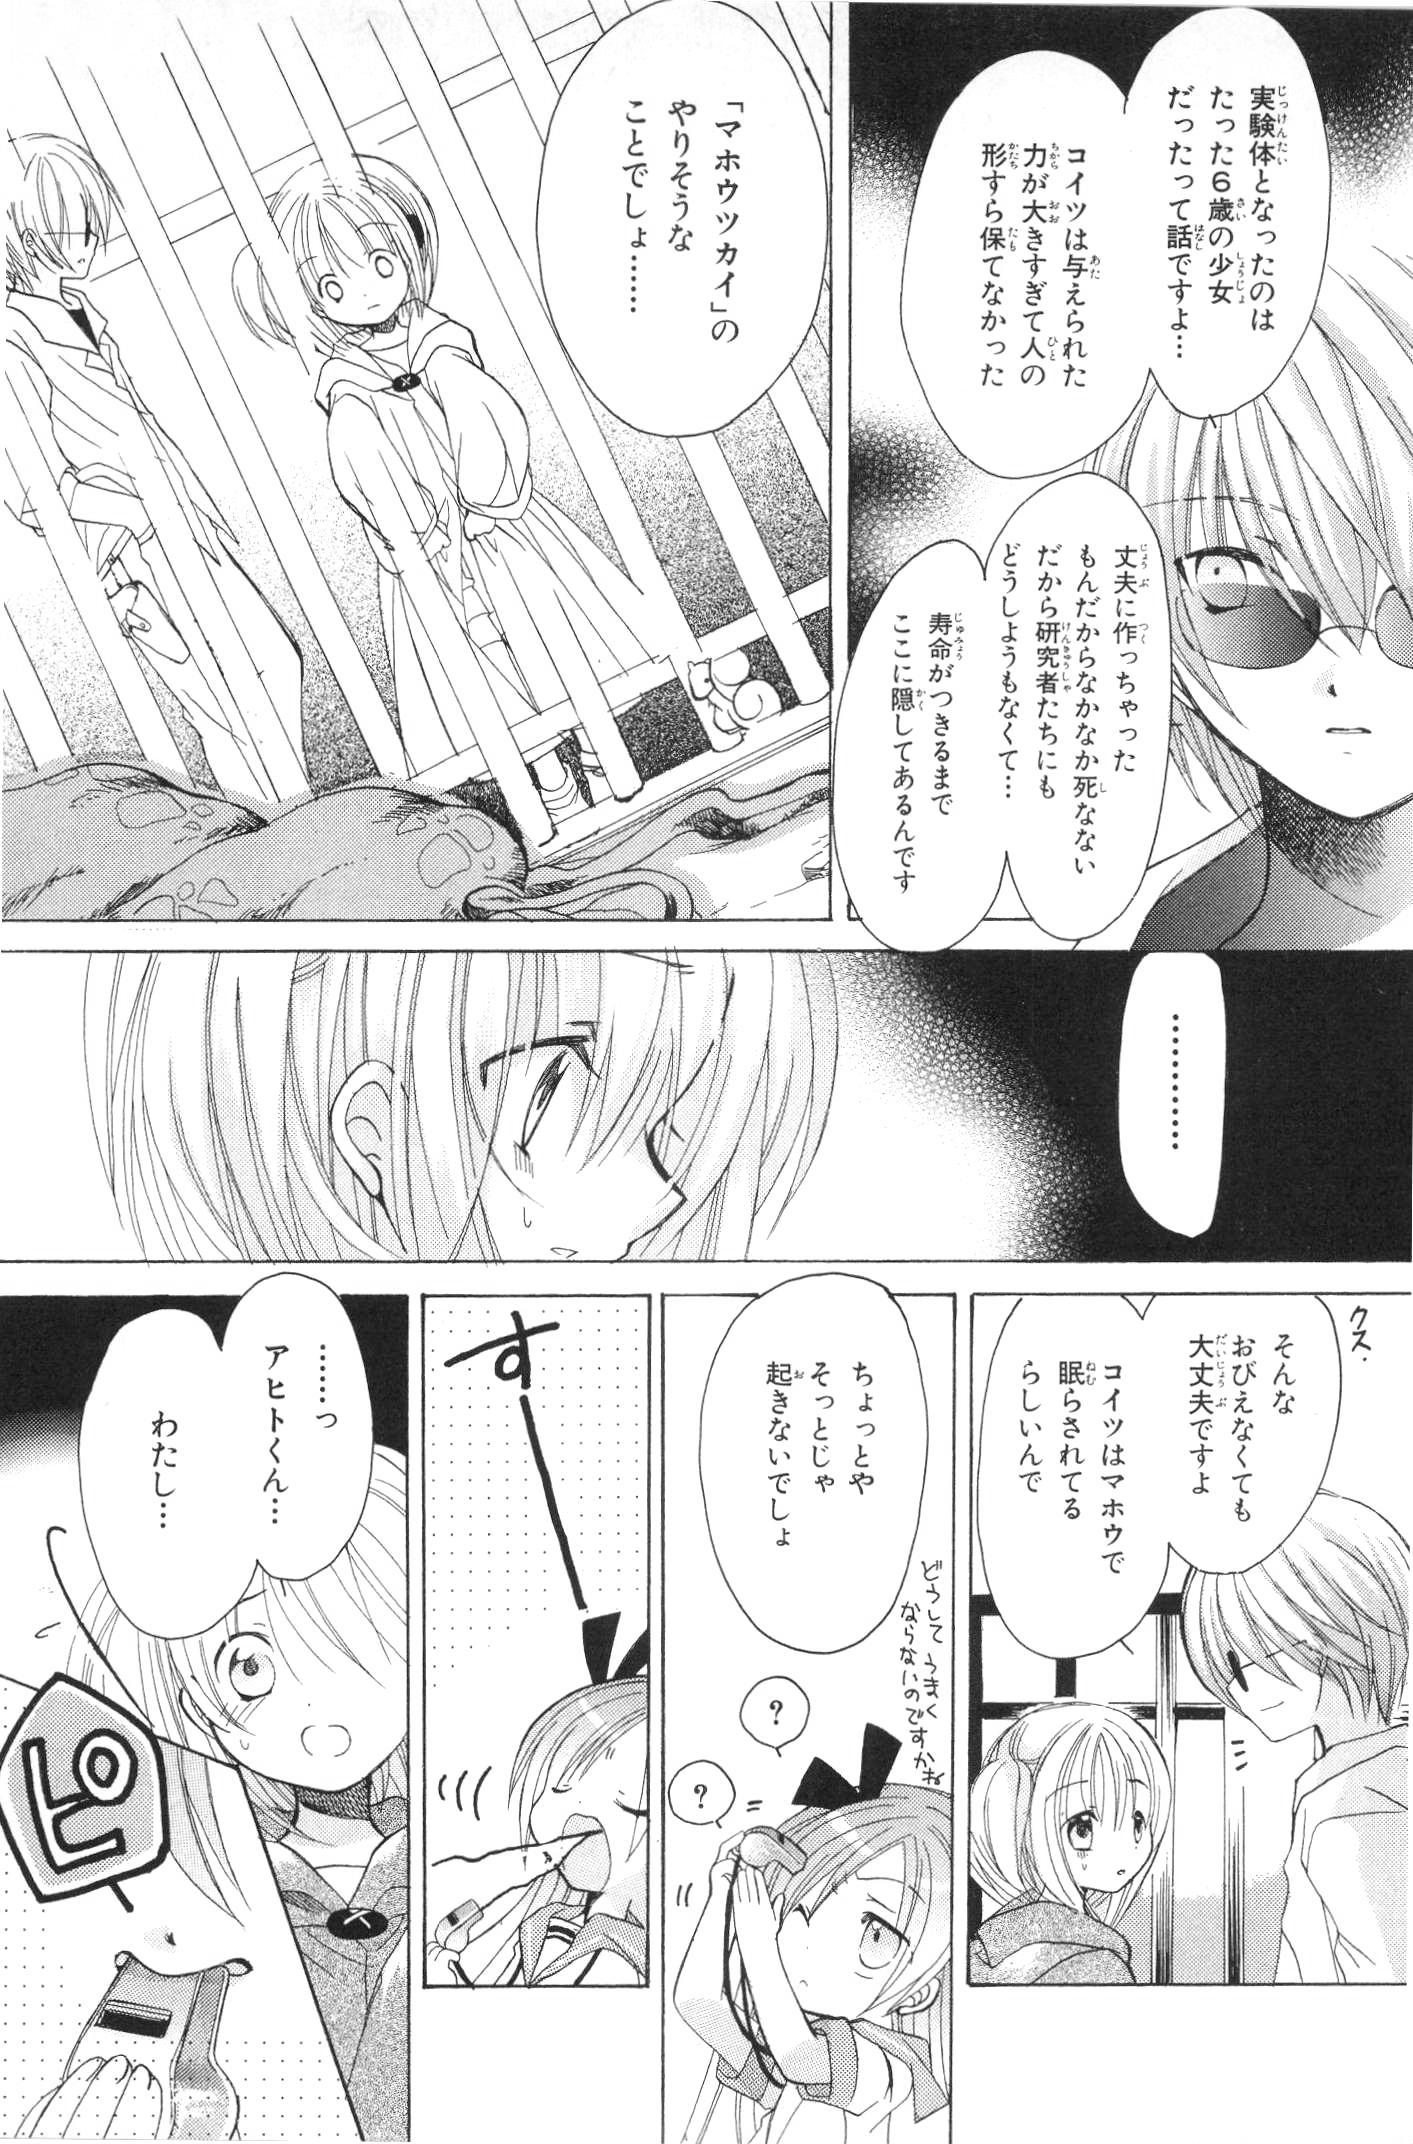 実験体となったのは
たった6歳の少女
だったって話ですよ…
コイツは与えられた
力が大きすぎて人の
形すら保てなかった
丈夫に作っちゃった
もんだからなかなか死なない
だから研究者たちにも
どうしようもなくて…
寿命がつきるまで
ここに隠してあるんです
「マホウツカイ」の
やりそうな
ことでしょ……
…………
クス.
そんな
おびえなくても
大丈夫ですよ
コイツはマホウで
眠らされてる
らしいんで
ちょっとや
そっとじゃ
起きないでしょ
どうしてうまく
ならないのですかね
?
?
すーーー
……っ
アヒトくん…
わたし…
ピーーー